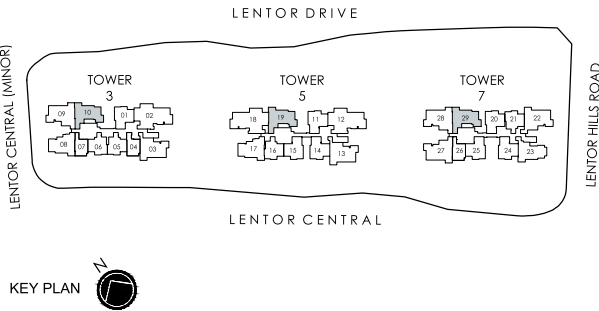 LENTOR DRIVE
LENTOR CENTRAL (MINOR)
LENTOR HILLS ROAD
TOWER
3
09 10 01 02
08 07 06 05 04 03
TOWER
5
18 19 11 12
17 16 15 14 13
TOWER
7
28 29 20 21 22
27 26 25 24 23
LENTOR CENTRAL
N
KEY PLAN